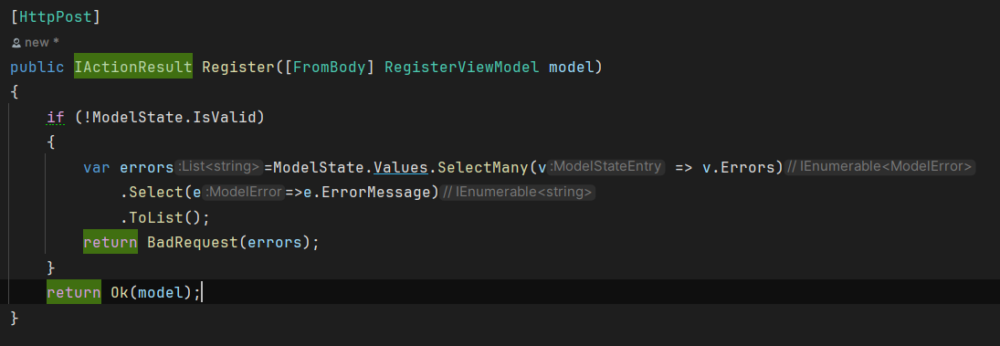 [HttpPost]
new *
public IActionResult Register([FromBody] RegisterViewModel model)
{
if (!ModelState.IsValid)
{
var errors :List<string> =ModelState.Values.SelectMany(v :ModelStateEntry => v.Errors) // IEnumerable<ModelError>
.Select(e :ModelError =>e.ErrorMessage) // IEnumerable<string>
.ToList();
return BadRequest(errors);
}
return Ok(model);
}